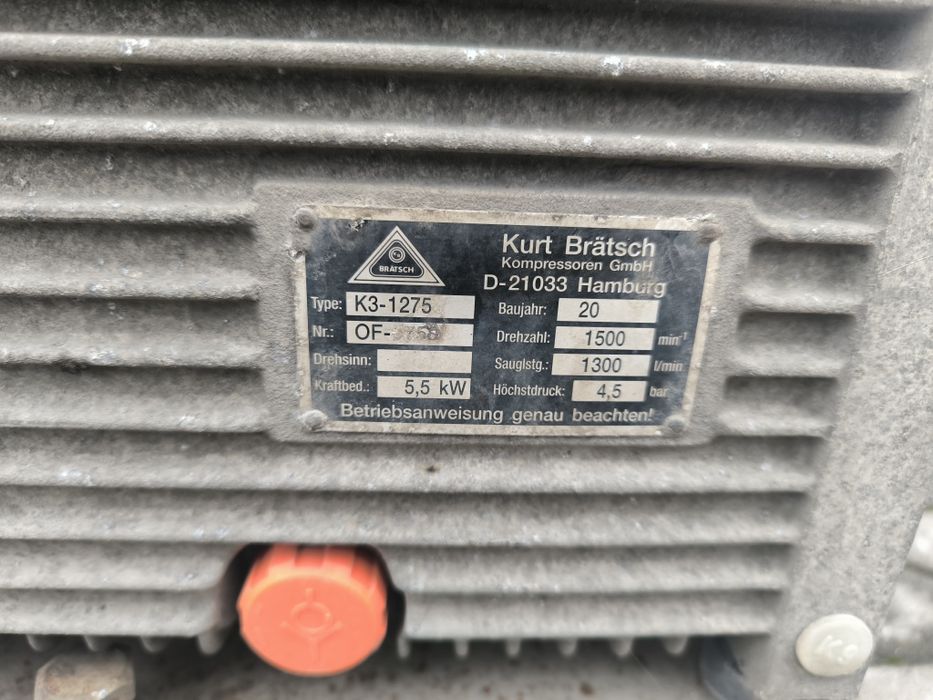 BRÄTSCH
Kurt Brätsch
Kompressoren GmbH
D-21033 Hamburg
Type: K3-1275
Baujahr: 20
Nr.: OF-
Drehzahl: 1500 min⁻¹
Drehsinn:
Sauglstg.: 1300 l/min
Kraftbed.: 5,5 kW
Höchstdruck: 4,5 bar
Betriebsanweisung genau beachten!